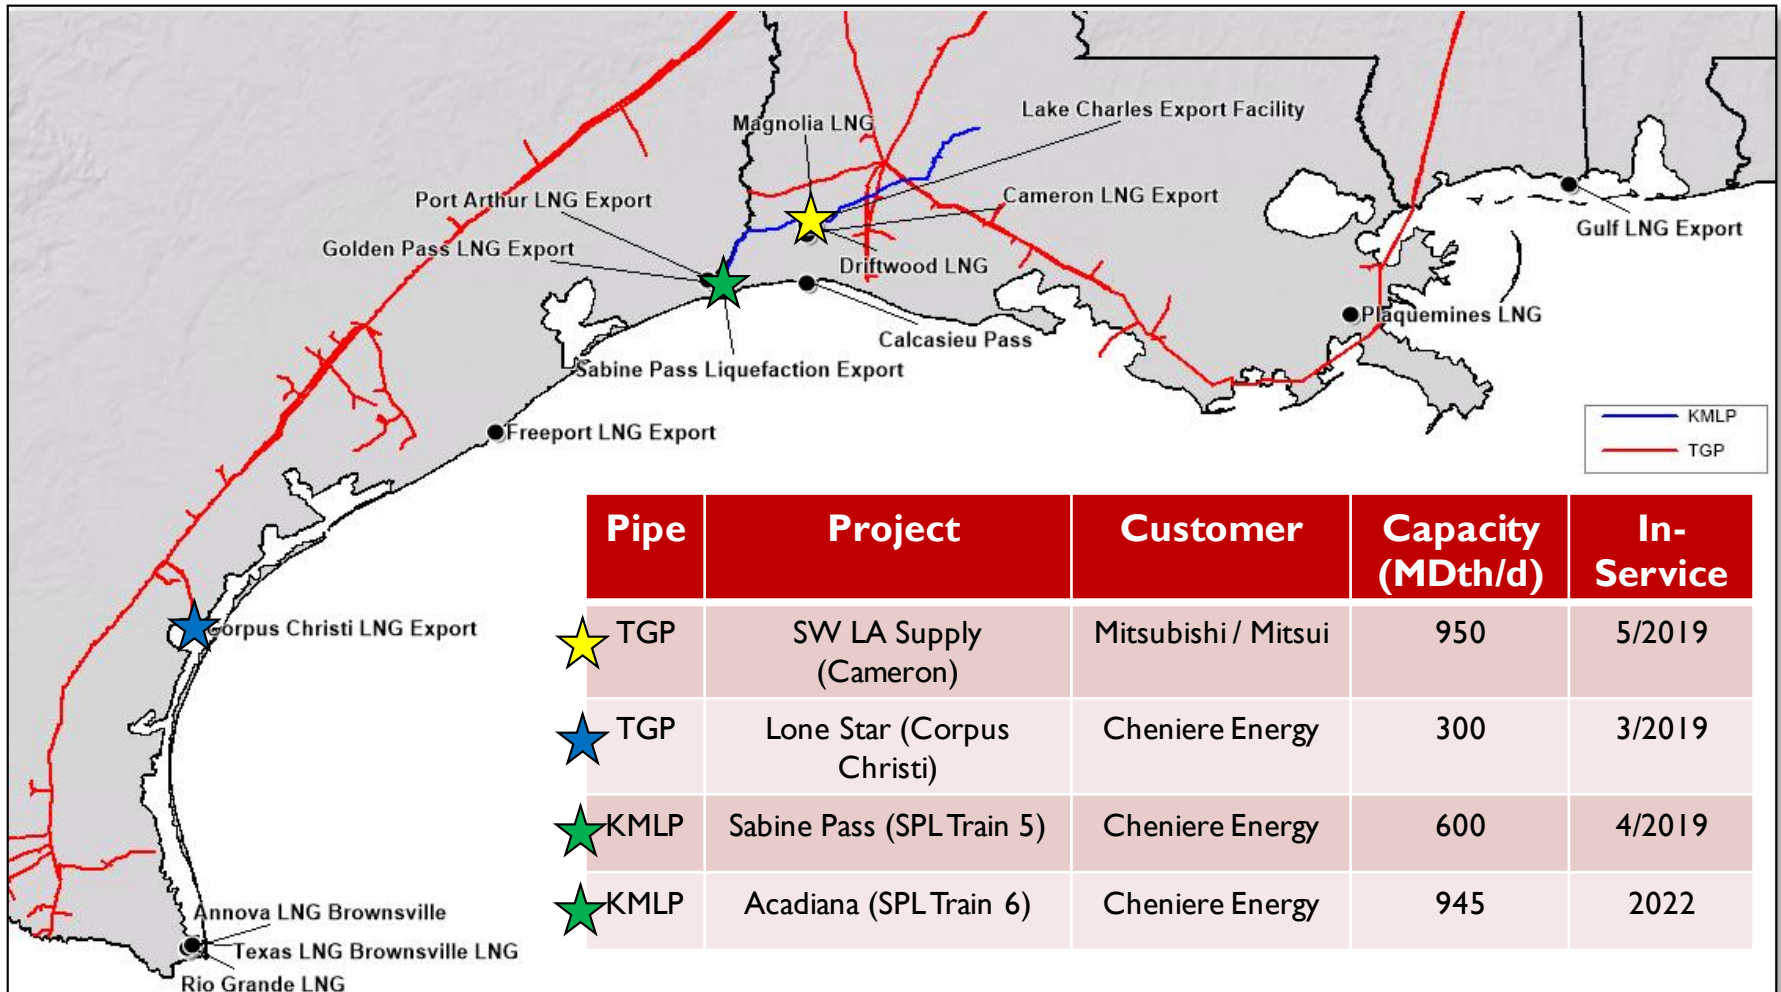 Magnolia LNG
Lake Charles Export Facility
Port Arthur LNG Export
Cameron LNG Export
Golden Pass LNG Export
Driftwood LNG
Gulf LNG Export
Calcasieu Pass
Plaquemines LNG
Sabine Pass Liquefaction Export
Freeport LNG Export
KMLP
TGP
Corpus Christi LNG Export
Annova LNG Brownsville
Texas LNG Brownsville LNG
Rio Grande LNG
Pipe Project Customer Capacity In-
(MDth/d) Service
TGP SW LA Supply Mitsubishi / Mitsui 950 5/2019
(Cameron)
TGP Lone Star (Corpus Cheniere Energy 300 3/2019
Christi)
KMLP Sabine Pass (SPL Train 5) Cheniere Energy 600 4/2019
KMLP Acadiana (SPL Train 6) Cheniere Energy 945 2022